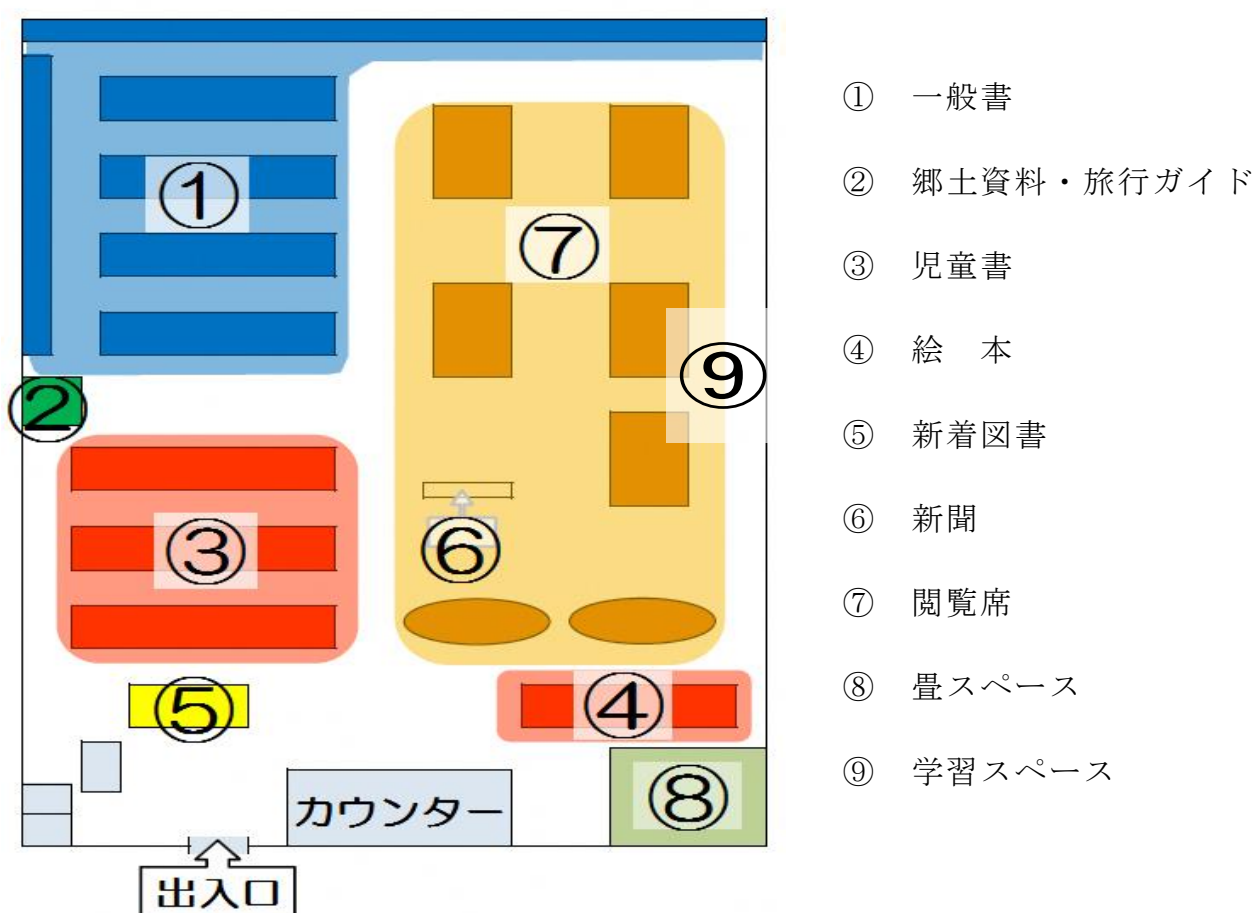 ①
②
③
④
⑤
⑥
⑦
⑧
⑨
カウンター
出入口
① 一般書
② 郷土資料・旅行ガイド
③ 児童書
④ 絵　本
⑤ 新着図書
⑥ 新聞
⑦ 閲覧席
⑧ 畳スペース
⑨ 学習スペース